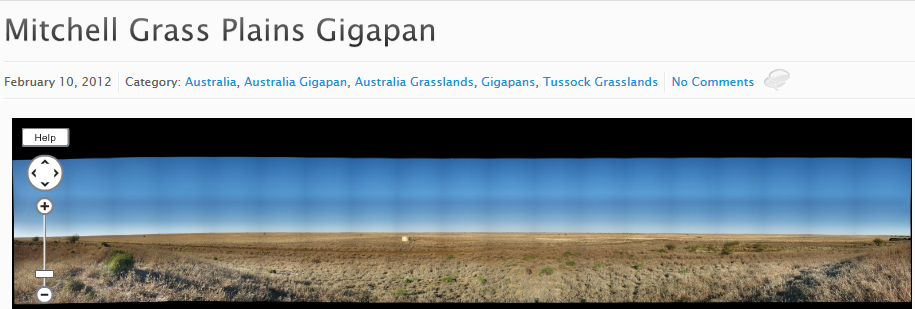 Mitchell Grass Plains Gigapan
February 10, 2012 Category: Australia, Australia Gigapan, Australia Grasslands, Gigapans, Tussock Grasslands No Comments
Help